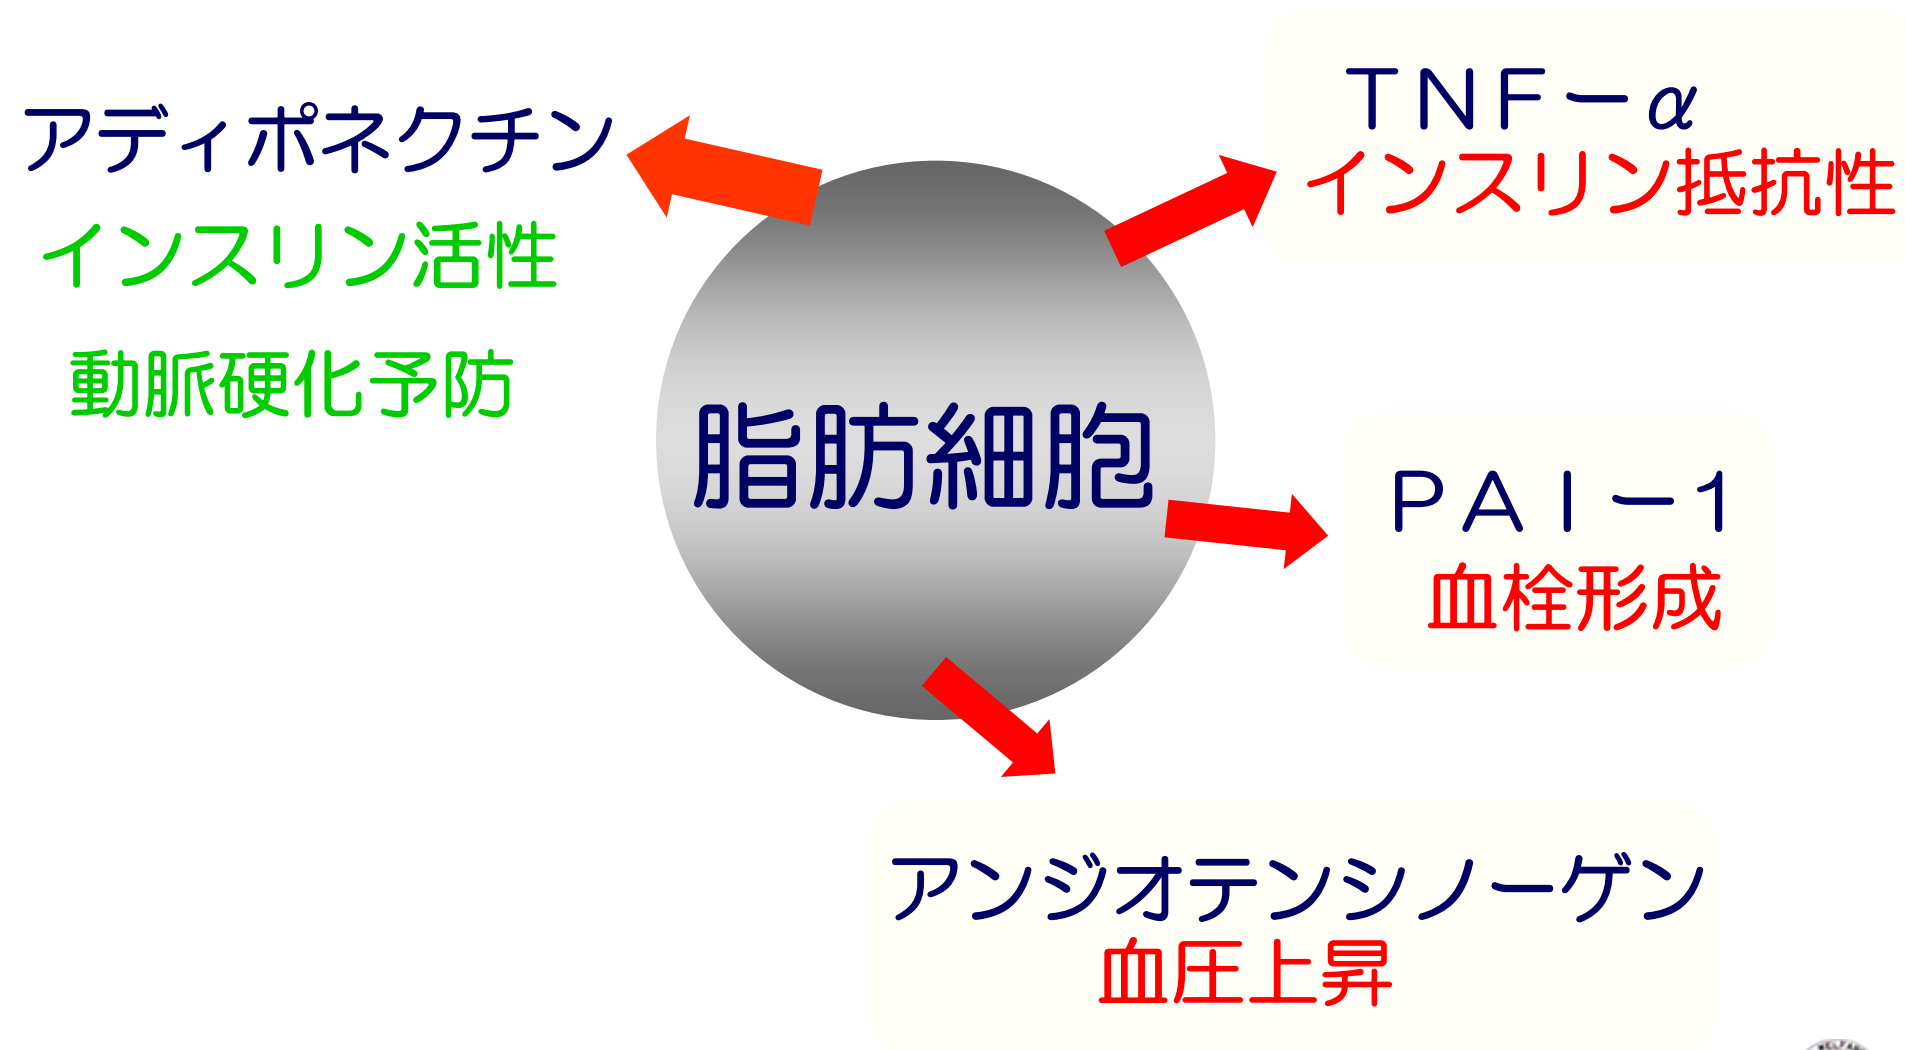 アディポネクチン
インスリン活性
動脈硬化予防
脂肪細胞
ＴＮＦ－α
インスリン抵抗性
ＰＡＩ－1
血栓形成
アンジオテンシノーゲン
血圧上昇